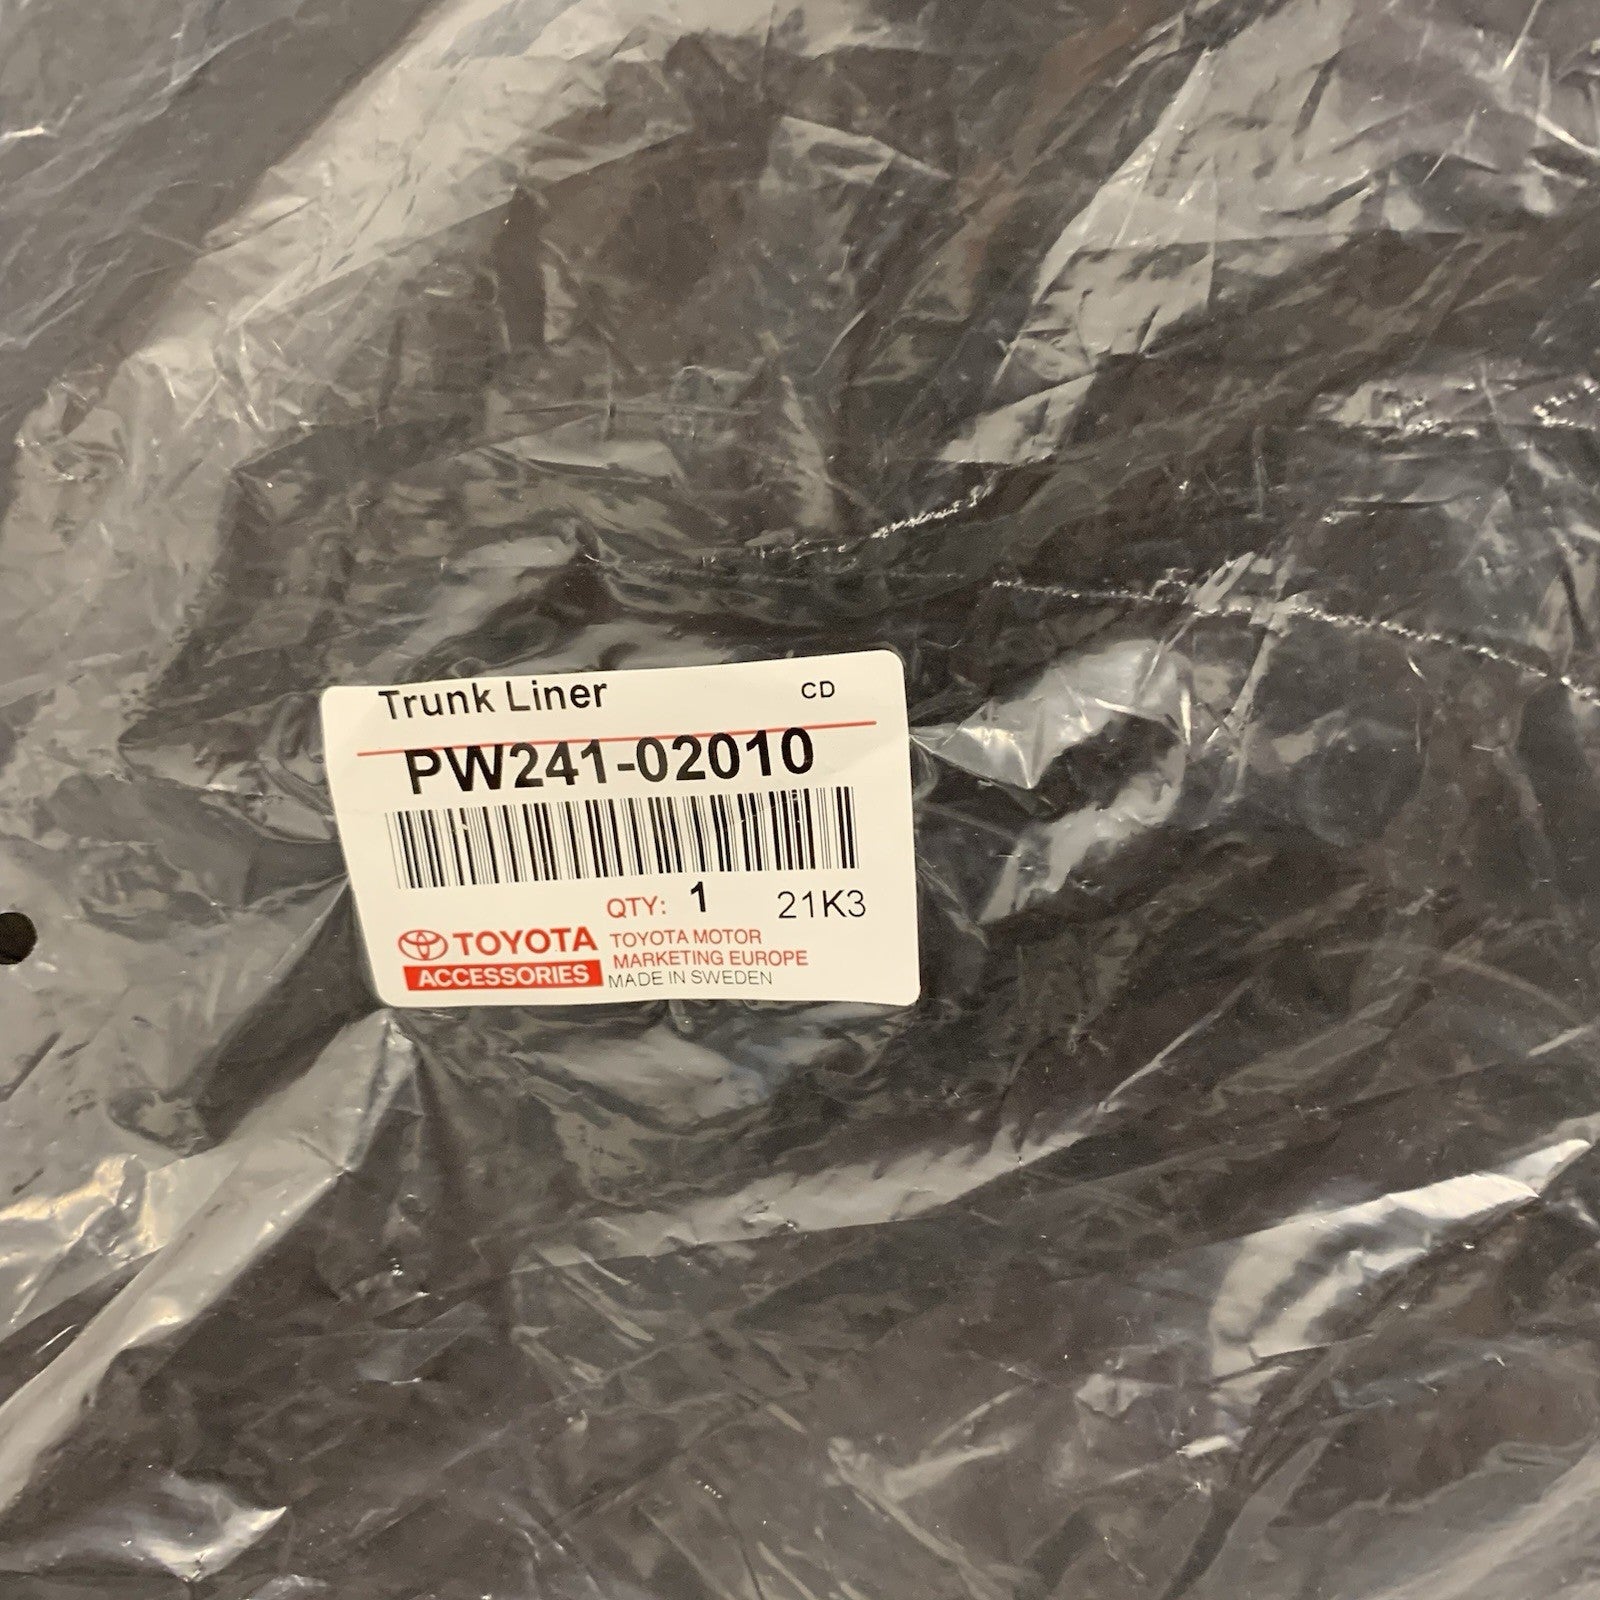 Trunk Liner CD
PW241-02010
QTY: 1 21K3
TOYOTA
ACCESSORIES
TOYOTA MOTOR
MARKETING EUROPE
MADE IN SWEDEN